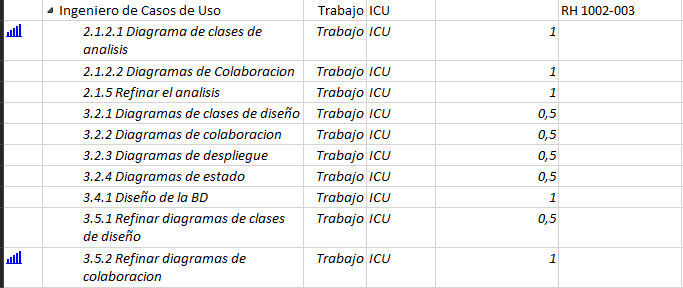 Ingeniero de Casos de Uso Trabajo ICU RH 1002-003
2.1.2.1 Diagrama de clases de Trabajo ICU 1
analisis
2.1.2.2 Diagramas de Colaboracion Trabajo ICU 1
2.1.5 Refinar el analisis Trabajo ICU 1
3.2.1 Diagramas de clases de diseño Trabajo ICU 0,5
3.2.2 Diagramas de colaboracion Trabajo ICU 0,5
3.2.3 Diagramas de despliegue Trabajo ICU 0,5
3.2.4 Diagramas de estado Trabajo ICU 0,5
3.4.1 Diseño de la BD Trabajo ICU 1
3.5.1 Refinar diagramas de clases Trabajo ICU 0,5
de diseño
3.5.2 Refinar diagramas de Trabajo ICU 1
colaboracion